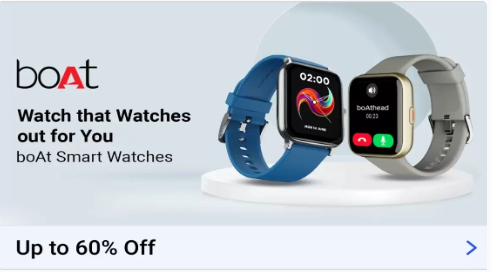 boAt
Watch that Watches
out for You
boAt Smart Watches
02:00
boAthead
00:23
Up to 60% Off